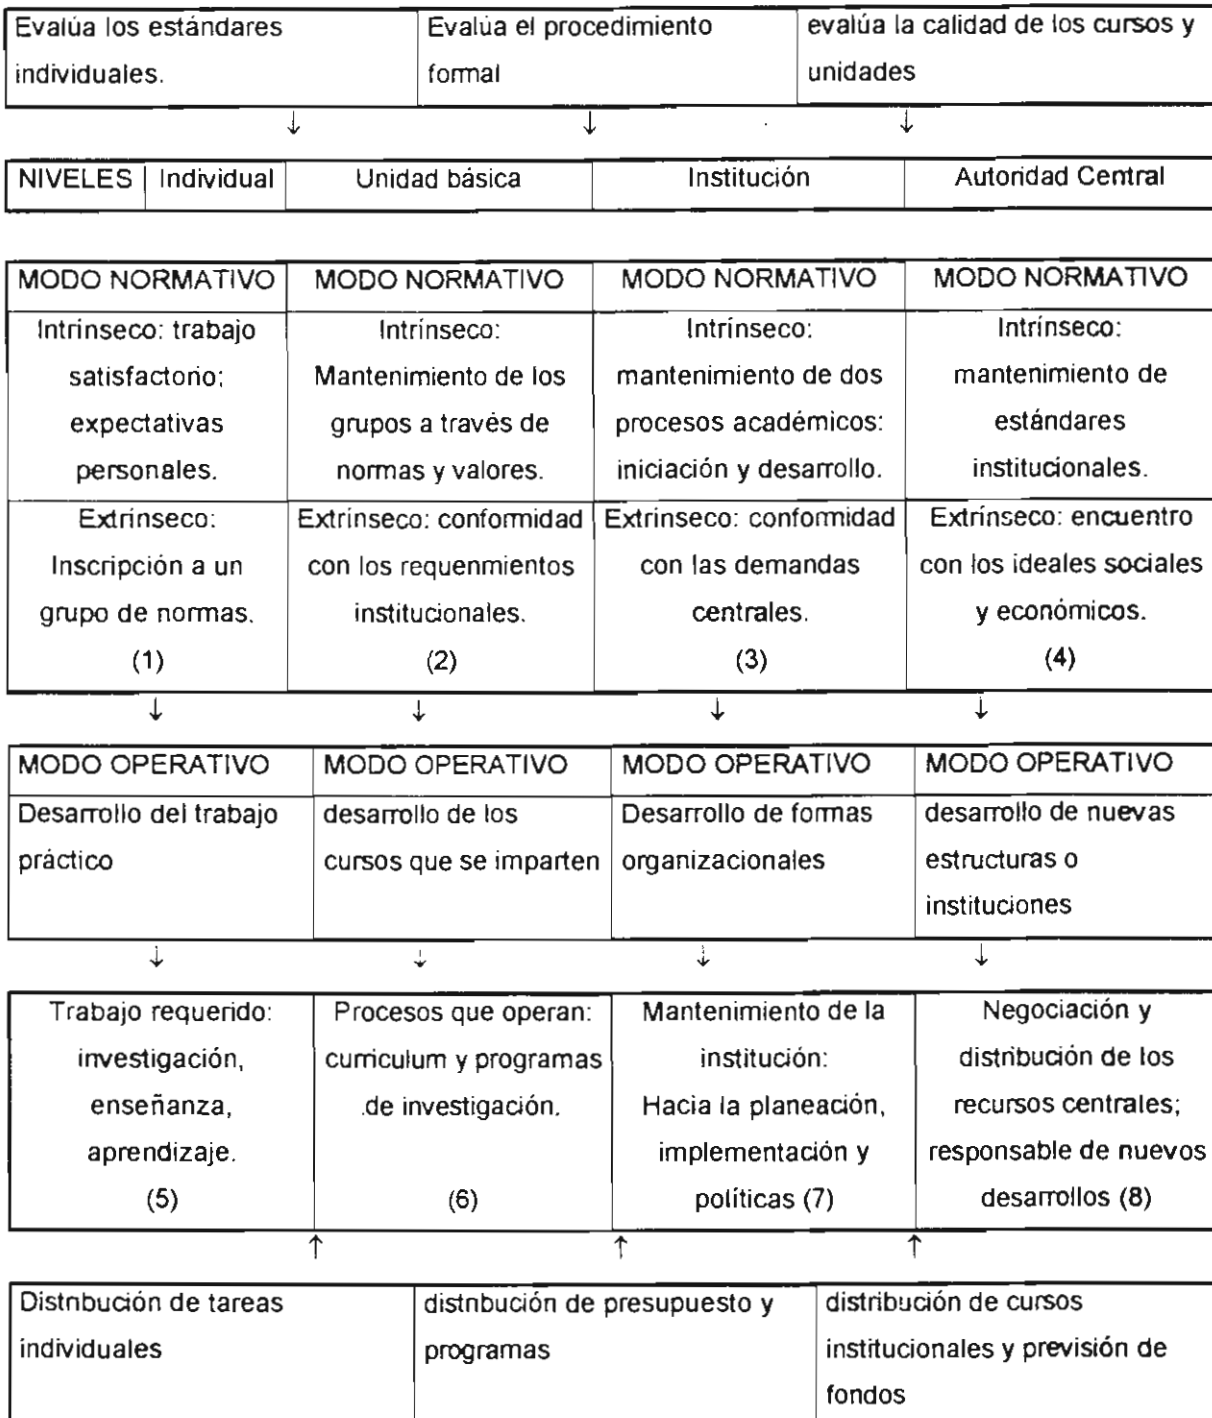 Evalúa los estándares
individuales.
Evalúa el procedimiento
formal
evalúa la calidad de los cursos y
unidades
↓ ↓ ↓
NIVELES Individual Unidad básica Institución Autoridad Central
MODO NORMATIVO MODO NORMATIVO MODO NORMATIVO MODO NORMATIVO
Intrínseco: trabajo
satisfactorio;
expectativas
personales.
Intrínseco:
Mantenimiento de los
grupos a través de
normas y valores.
Intrínseco:
mantenimiento de dos
procesos académicos:
iniciación y desarrollo.
Intrínseco:
mantenimiento de
estándares
institucionales.
Extrínseco:
Inscripción a un
grupo de normas.
(1)
Extrínseco: conformidad
con los requerimientos
institucionales.
(2)
Extrínseco: conformidad
con las demandas
centrales.
(3)
Extrínseco: encuentro
con los ideales sociales
y económicos.
(4)
↓ ↓ ↓ ↓
MODO OPERATIVO MODO OPERATIVO MODO OPERATIVO MODO OPERATIVO
Desarrollo del trabajo
práctico
desarrollo de los
cursos que se imparten
Desarrollo de formas
organizacionales
desarrollo de nuevas
estructuras o
instituciones
↓ ↓ ↓ ↓
Trabajo requerido:
investigación,
enseñanza,
aprendizaje.
(5)
Procesos que operan:
curriculum y programas
de investigación.
(6)
Mantenimiento de la
institución:
Hacia la planeación,
implementación y
políticas (7)
Negociación y
distribución de los
recursos centrales;
responsable de nuevos
desarrollos (8)
↑ ↑ ↑
Distribución de tareas
individuales
distribución de presupuesto y
programas
distribución de cursos
institucionales y previsión de
fondos